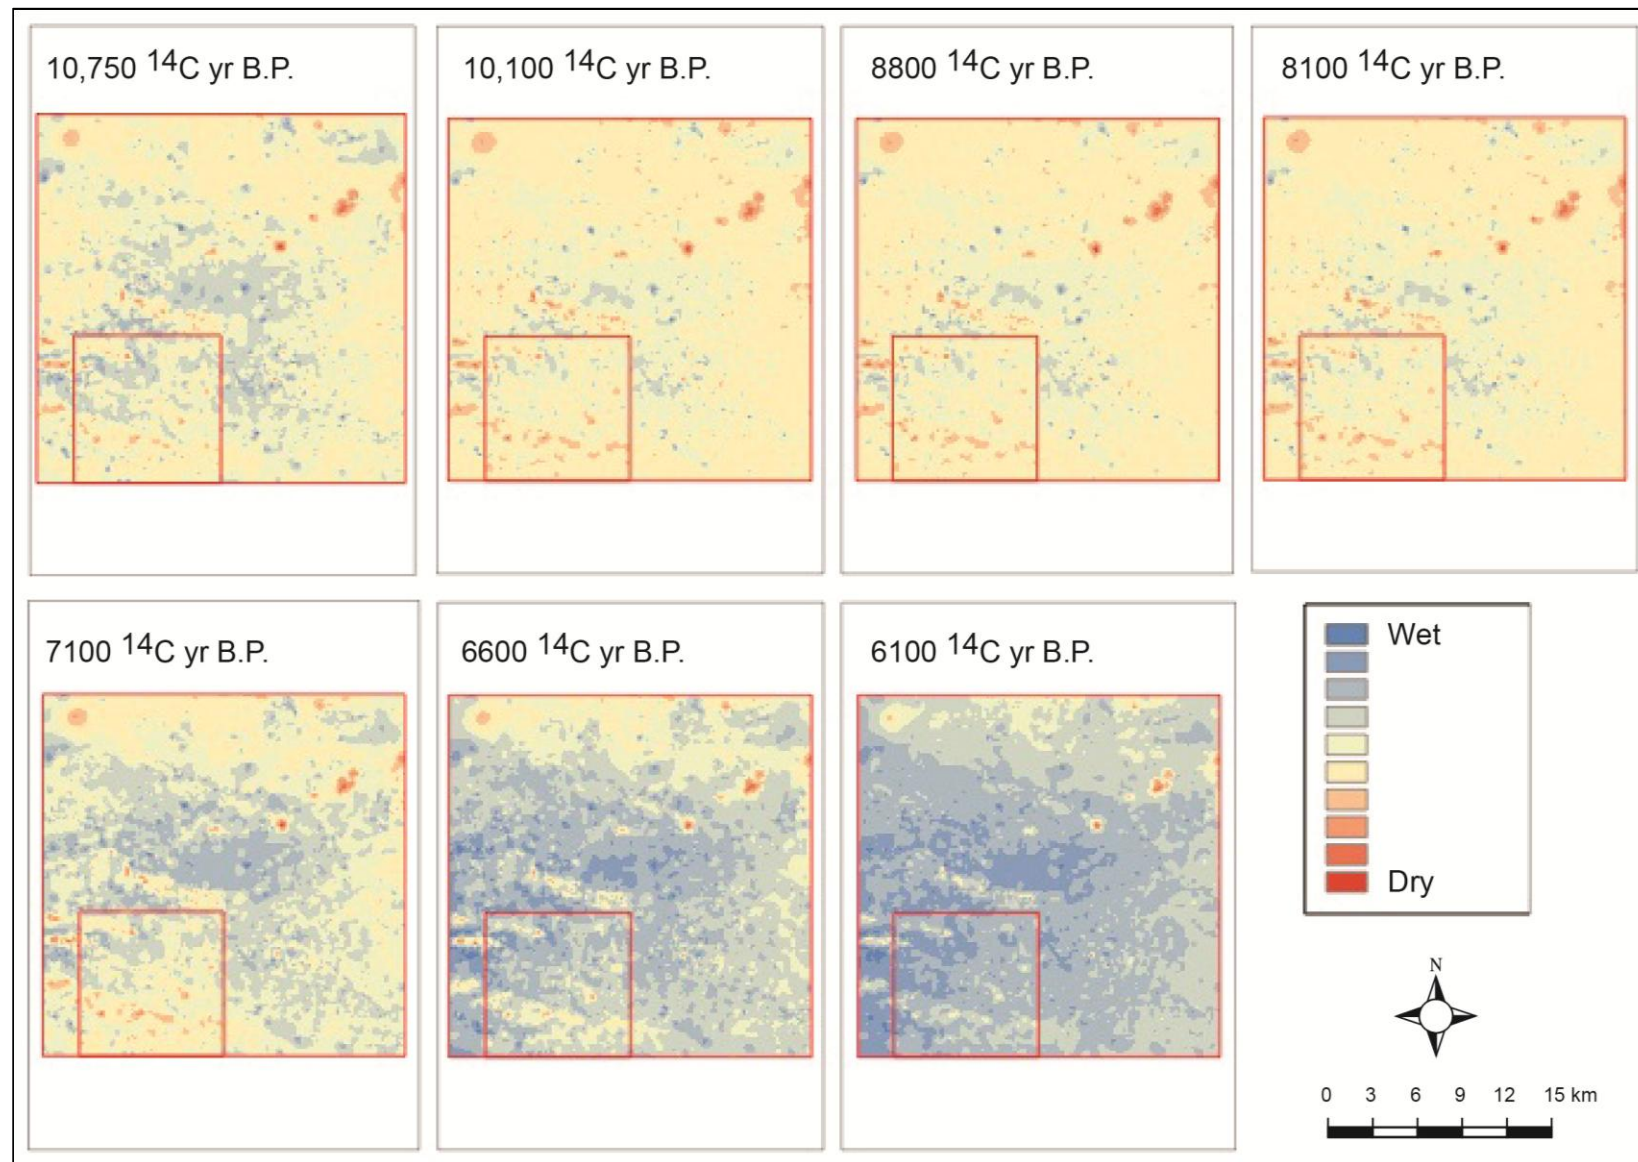 10,750 14C yr B.P.
10,100 14C yr B.P.
8800 14C yr B.P.
8100 14C yr B.P.
7100 14C yr B.P.
6600 14C yr B.P.
6100 14C yr B.P.
Wet
Dry
N
0 3 6 9 12 15 km